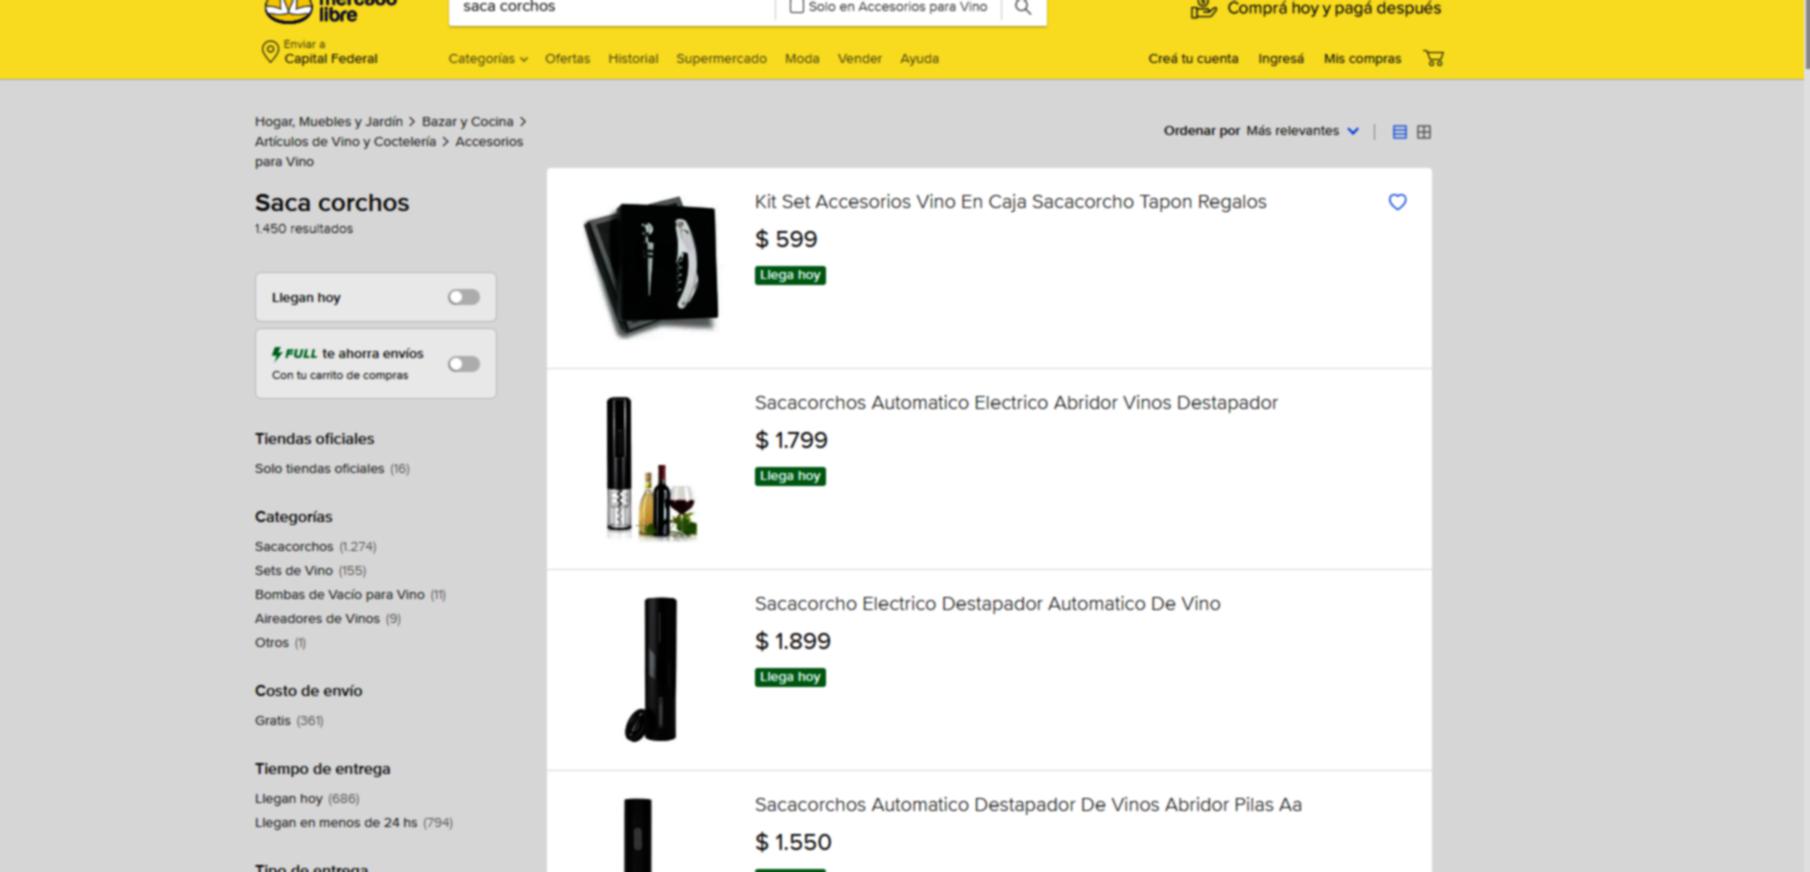 mercado
libre
saca corchos
Solo en Accesorios para Vino
Comprá hoy y pagá después
Enviar a
Capital Federal
Categorías
Ofertas
Historial
Supermercado
Moda
Vender
Ayuda
Creá tu cuenta
Ingresá
Mis compras
Hogar, Muebles y Jardín > Bazar y Cocina >
Artículos de Vino y Coctelería > Accesorios
para Vino
Ordenar por Más relevantes
Saca corchos
1.450 resultados
Llegan hoy
FULL te ahorra envíos
Con tu carrito de compras
Tiendas oficiales
Solo tiendas oficiales (16)
Categorías
Sacacorchos (1.274)
Sets de Vino (155)
Bombas de Vacío para Vino (11)
Aireadores de Vinos (9)
Otros (1)
Costo de envío
Gratis (361)
Tiempo de entrega
Llegan hoy (686)
Llegan en menos de 24 hs (794)
Tipo de entrega
Kit Set Accesorios Vino En Caja Sacacorcho Tapon Regalos
$ 599
Llega hoy
Sacacorchos Automatico Electrico Abridor Vinos Destapador
$ 1.799
Llega hoy
Sacacorcho Electrico Destapador Automatico De Vino
$ 1.899
Llega hoy
Sacacorchos Automatico Destapador De Vinos Abridor Pilas Aa
$ 1.550